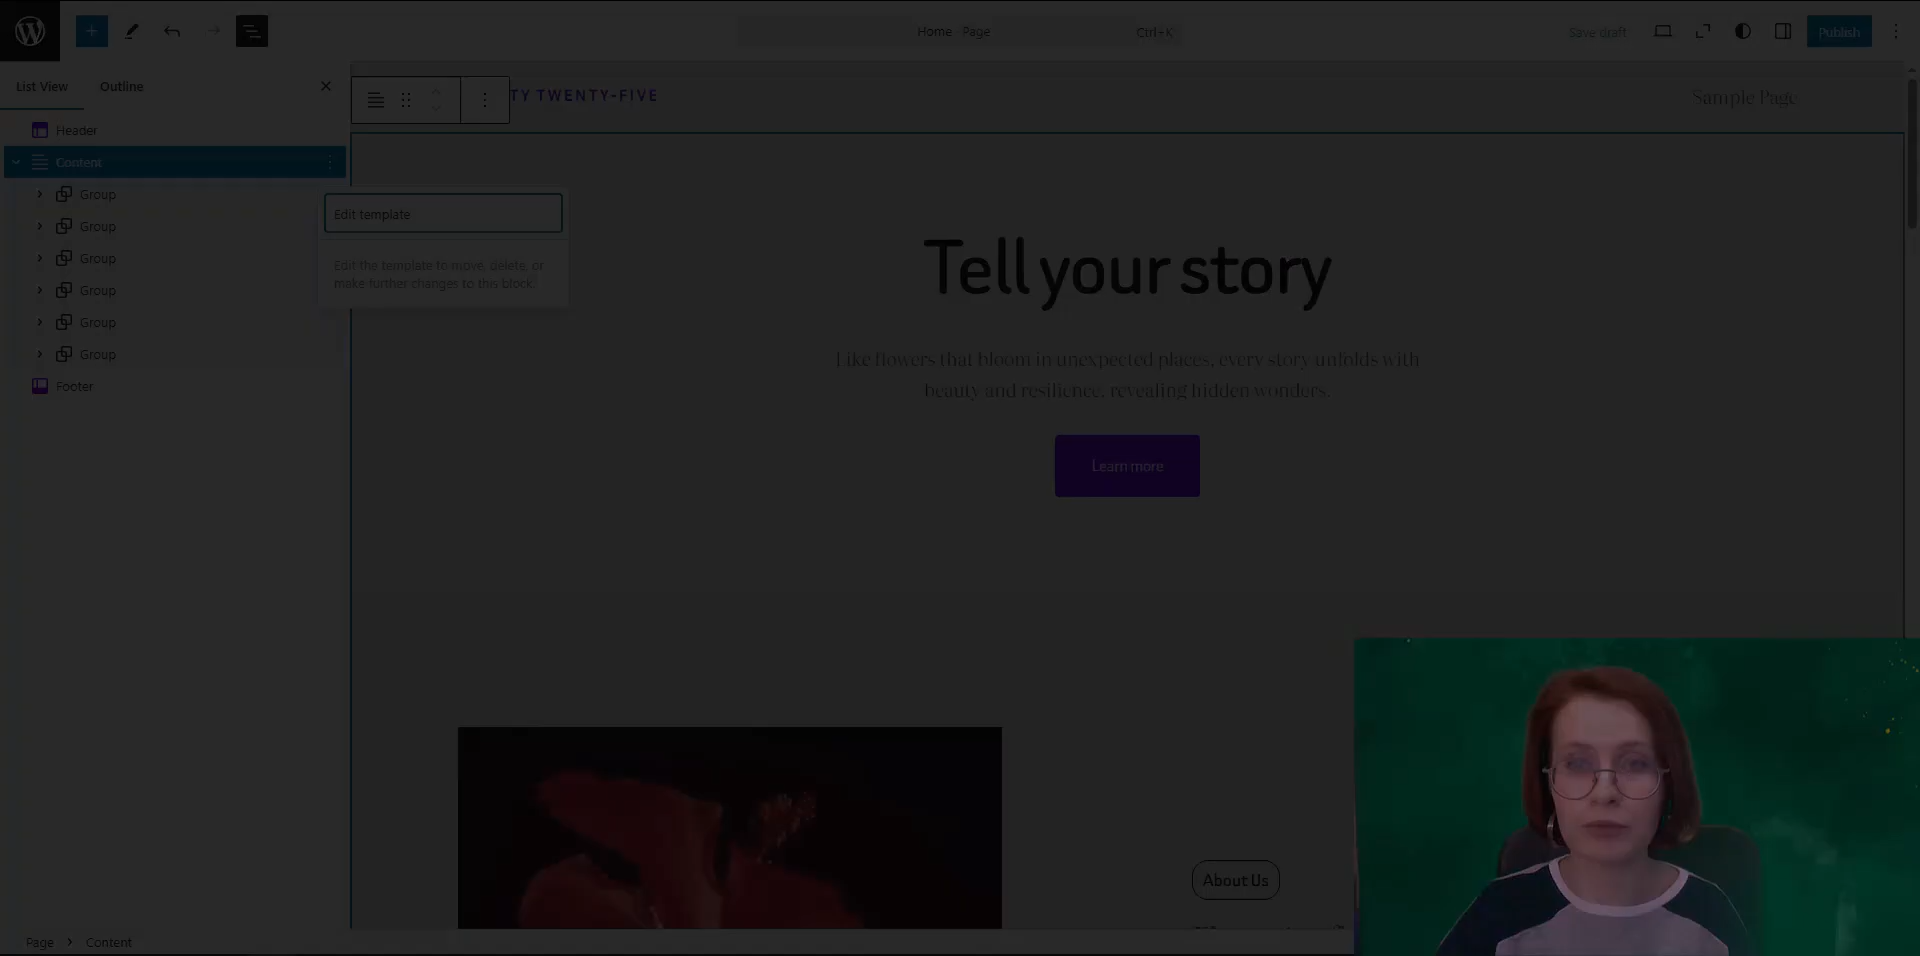 Home · Page
Ctrl+K
Save draft
Publish
List View
Outline
Header
Content
Group
Group
Group
Group
Group
Group
Footer
Edit template
Edit the template to move, delete, or
make further changes to this block.
TY TWENTY-FIVE
Sample Page
Tell your story
Like flowers that bloom in unexpected places, every story unfolds with
beauty and resilience, revealing hidden wonders.
Learn more
About Us
Page > Content